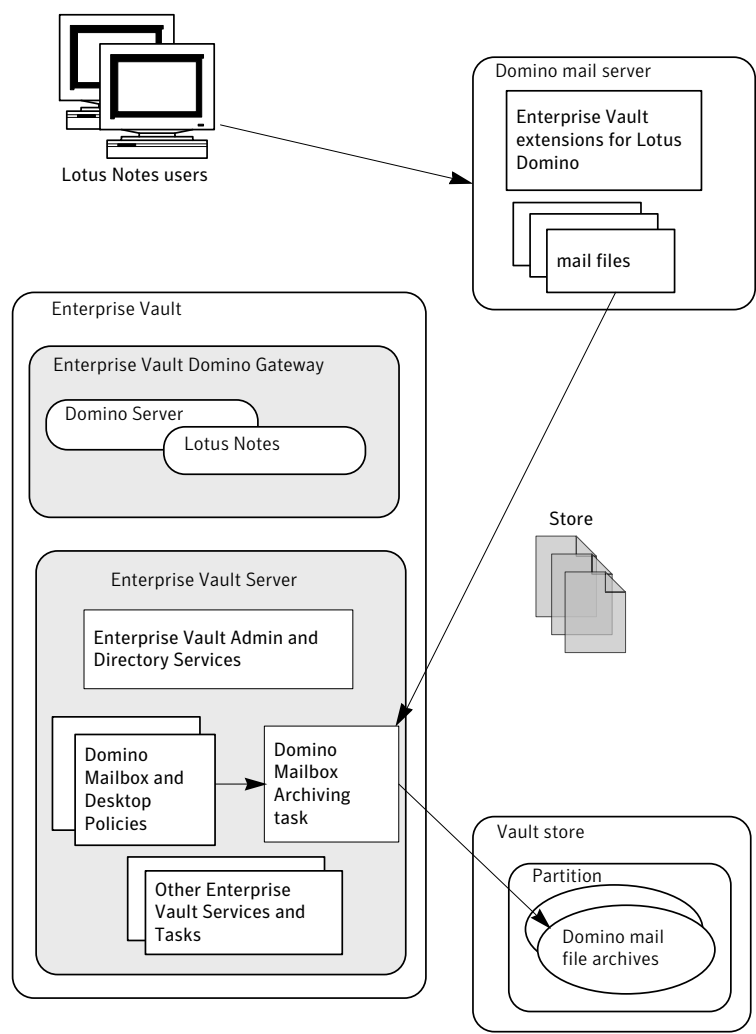 Lotus Notes users
Domino mail server
Enterprise Vault
extensions for Lotus
Domino
mail files
Enterprise Vault
Enterprise Vault Domino Gateway
Domino Server
Lotus Notes
Store
Enterprise Vault Server
Enterprise Vault Admin and
Directory Services
Domino
Mailbox and
Desktop
Policies
Domino
Mailbox
Archiving
task
Other Enterprise
Vault Services and
Tasks
Vault store
Partition
Domino mail
file archives